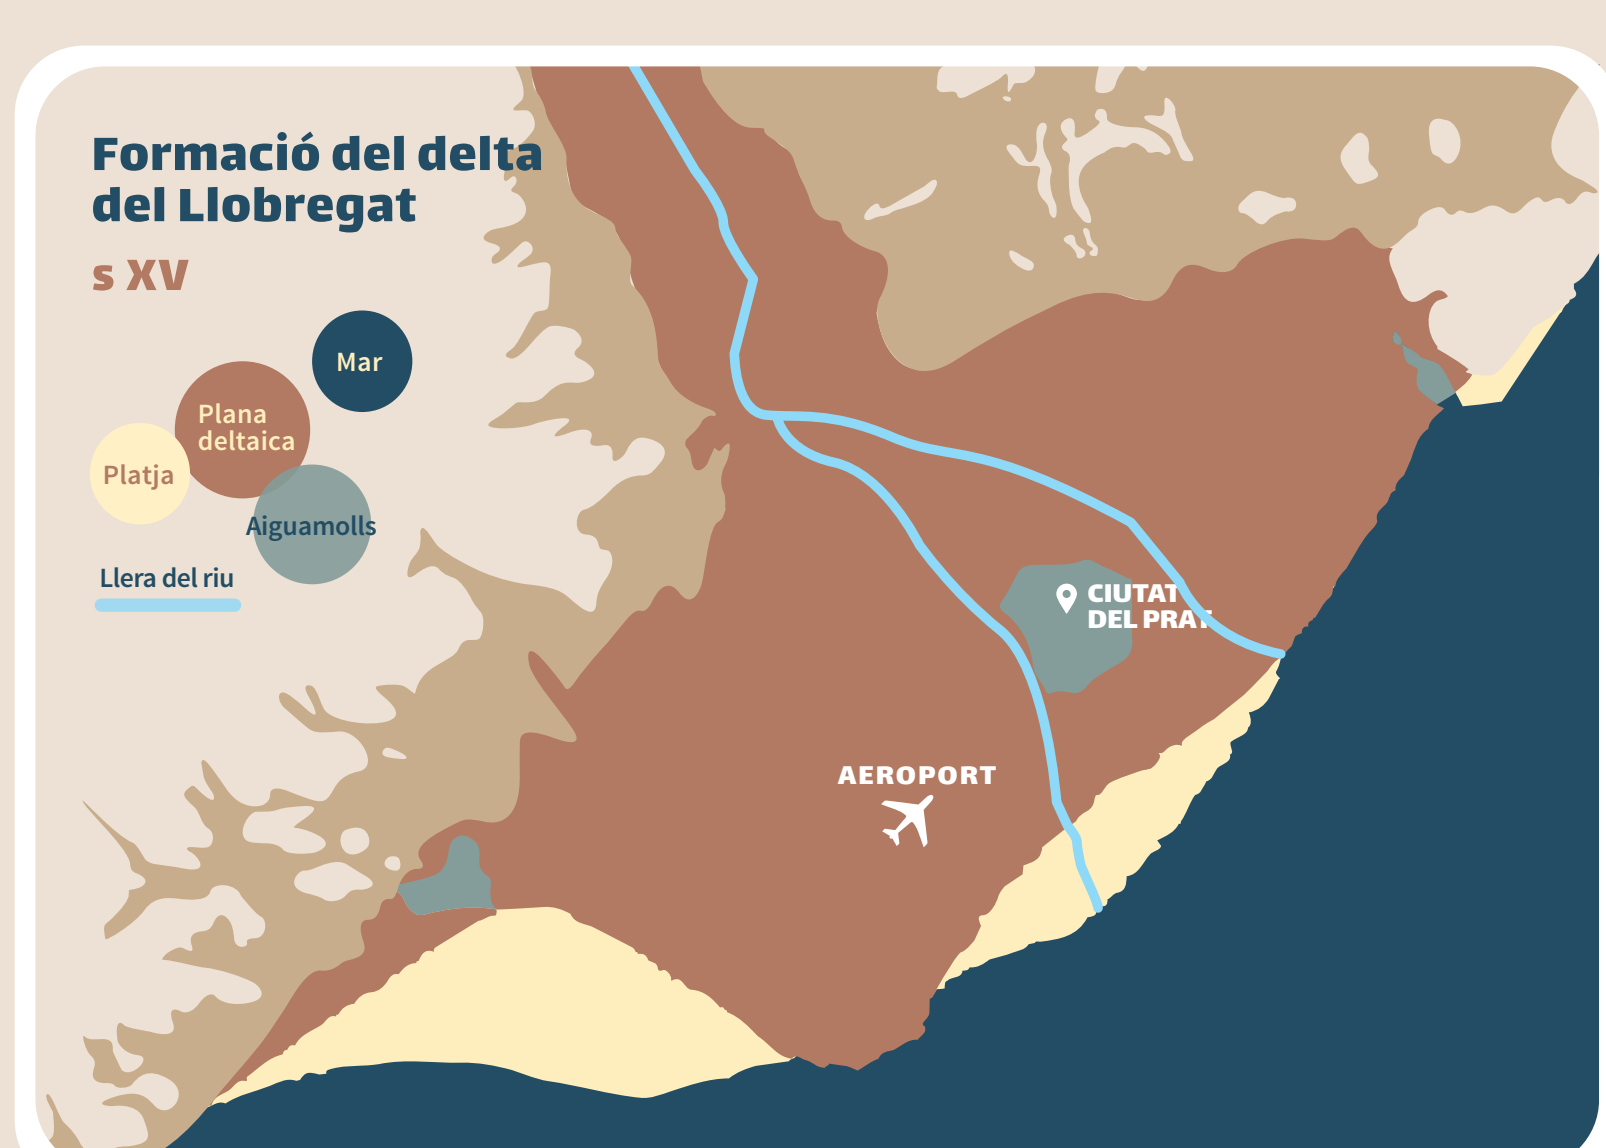 Formació del delta
del Llobregat
s XV
Mar
Plana
deltaica
Platja
Aiguamolls
Llera del riu
CIUTAT
DEL PRAT
AEROPORT